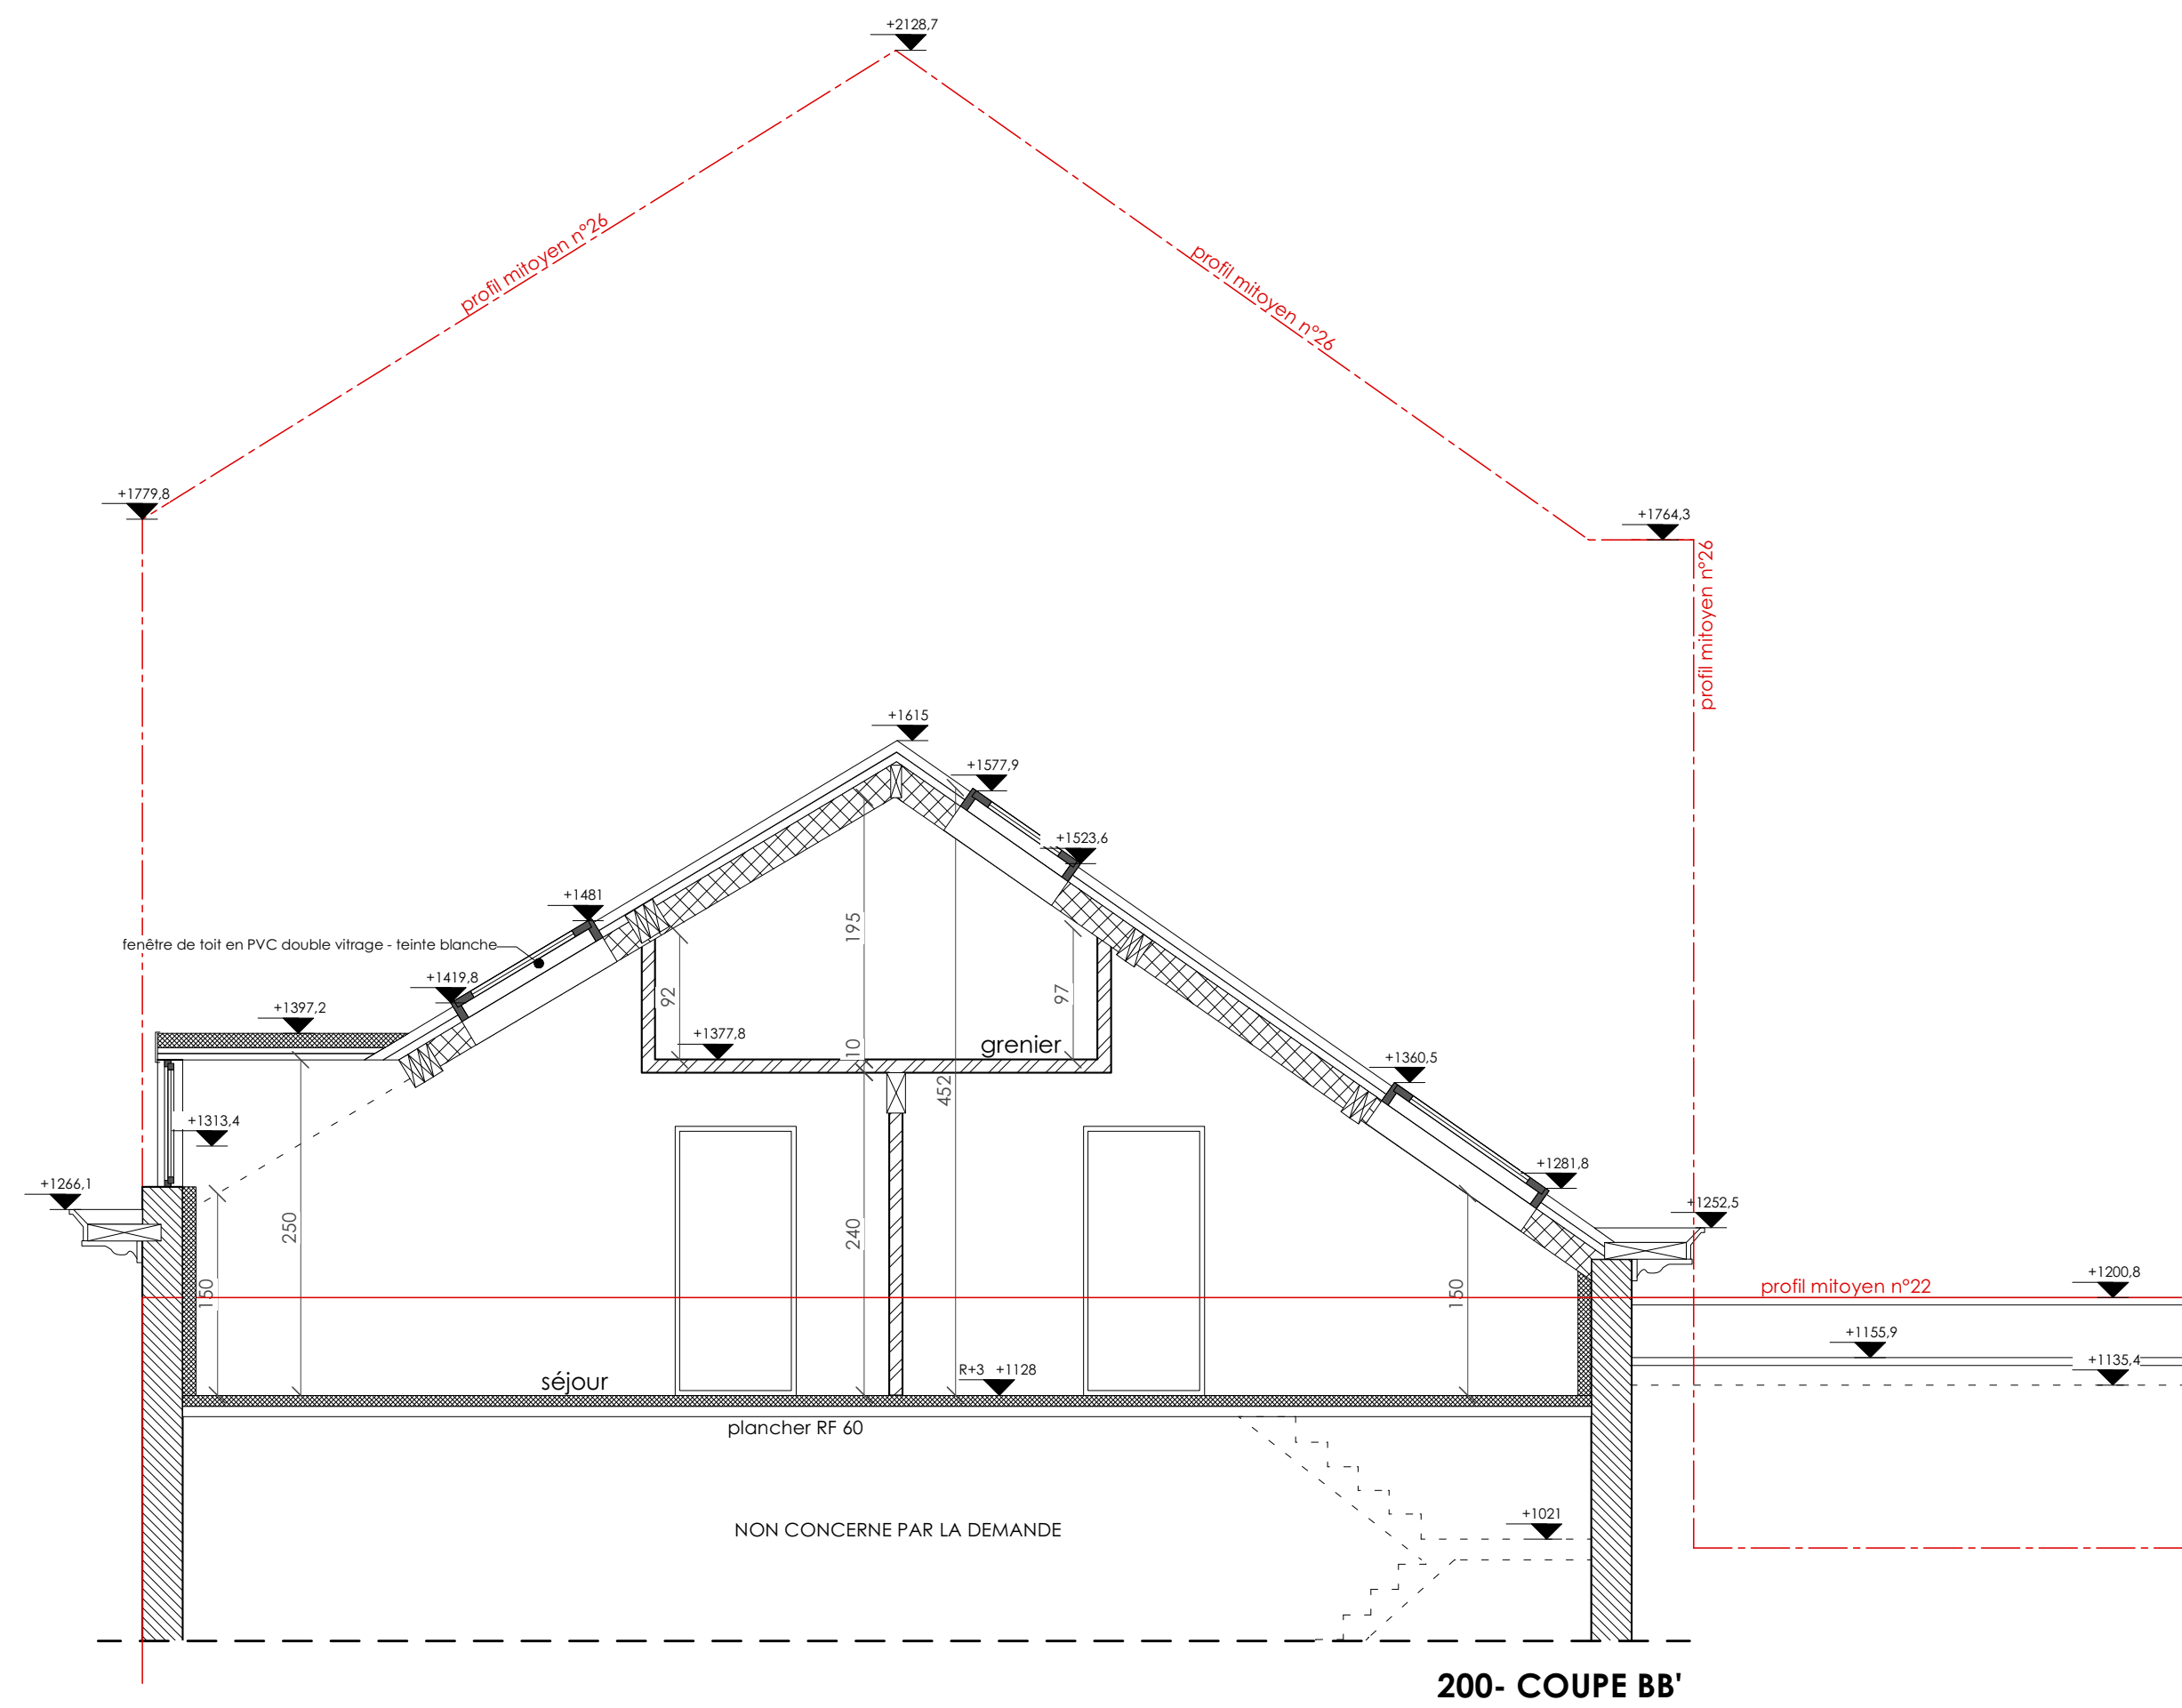 +2128,7
profil mitoyen n°26
profil mitoyen n°26
+1779,8
+1764,3
profil mitoyen n°26
+1615
+1577,9
+1523,6
+1481
fenêtre de toit en PVC double vitrage - teinte blanche
+1419,8
+1397,2
195
92
97
+1377,8
grenier
10
452
+1360,5
+1313,4
+1281,8
+1266,1
+1252,5
250
240
150
150
profil mitoyen n°22
+1200,8
+1155,9
+1135,4
séjour
R+3 +1128
plancher RF 60
NON CONCERNE PAR LA DEMANDE
+1021
200- COUPE BB'